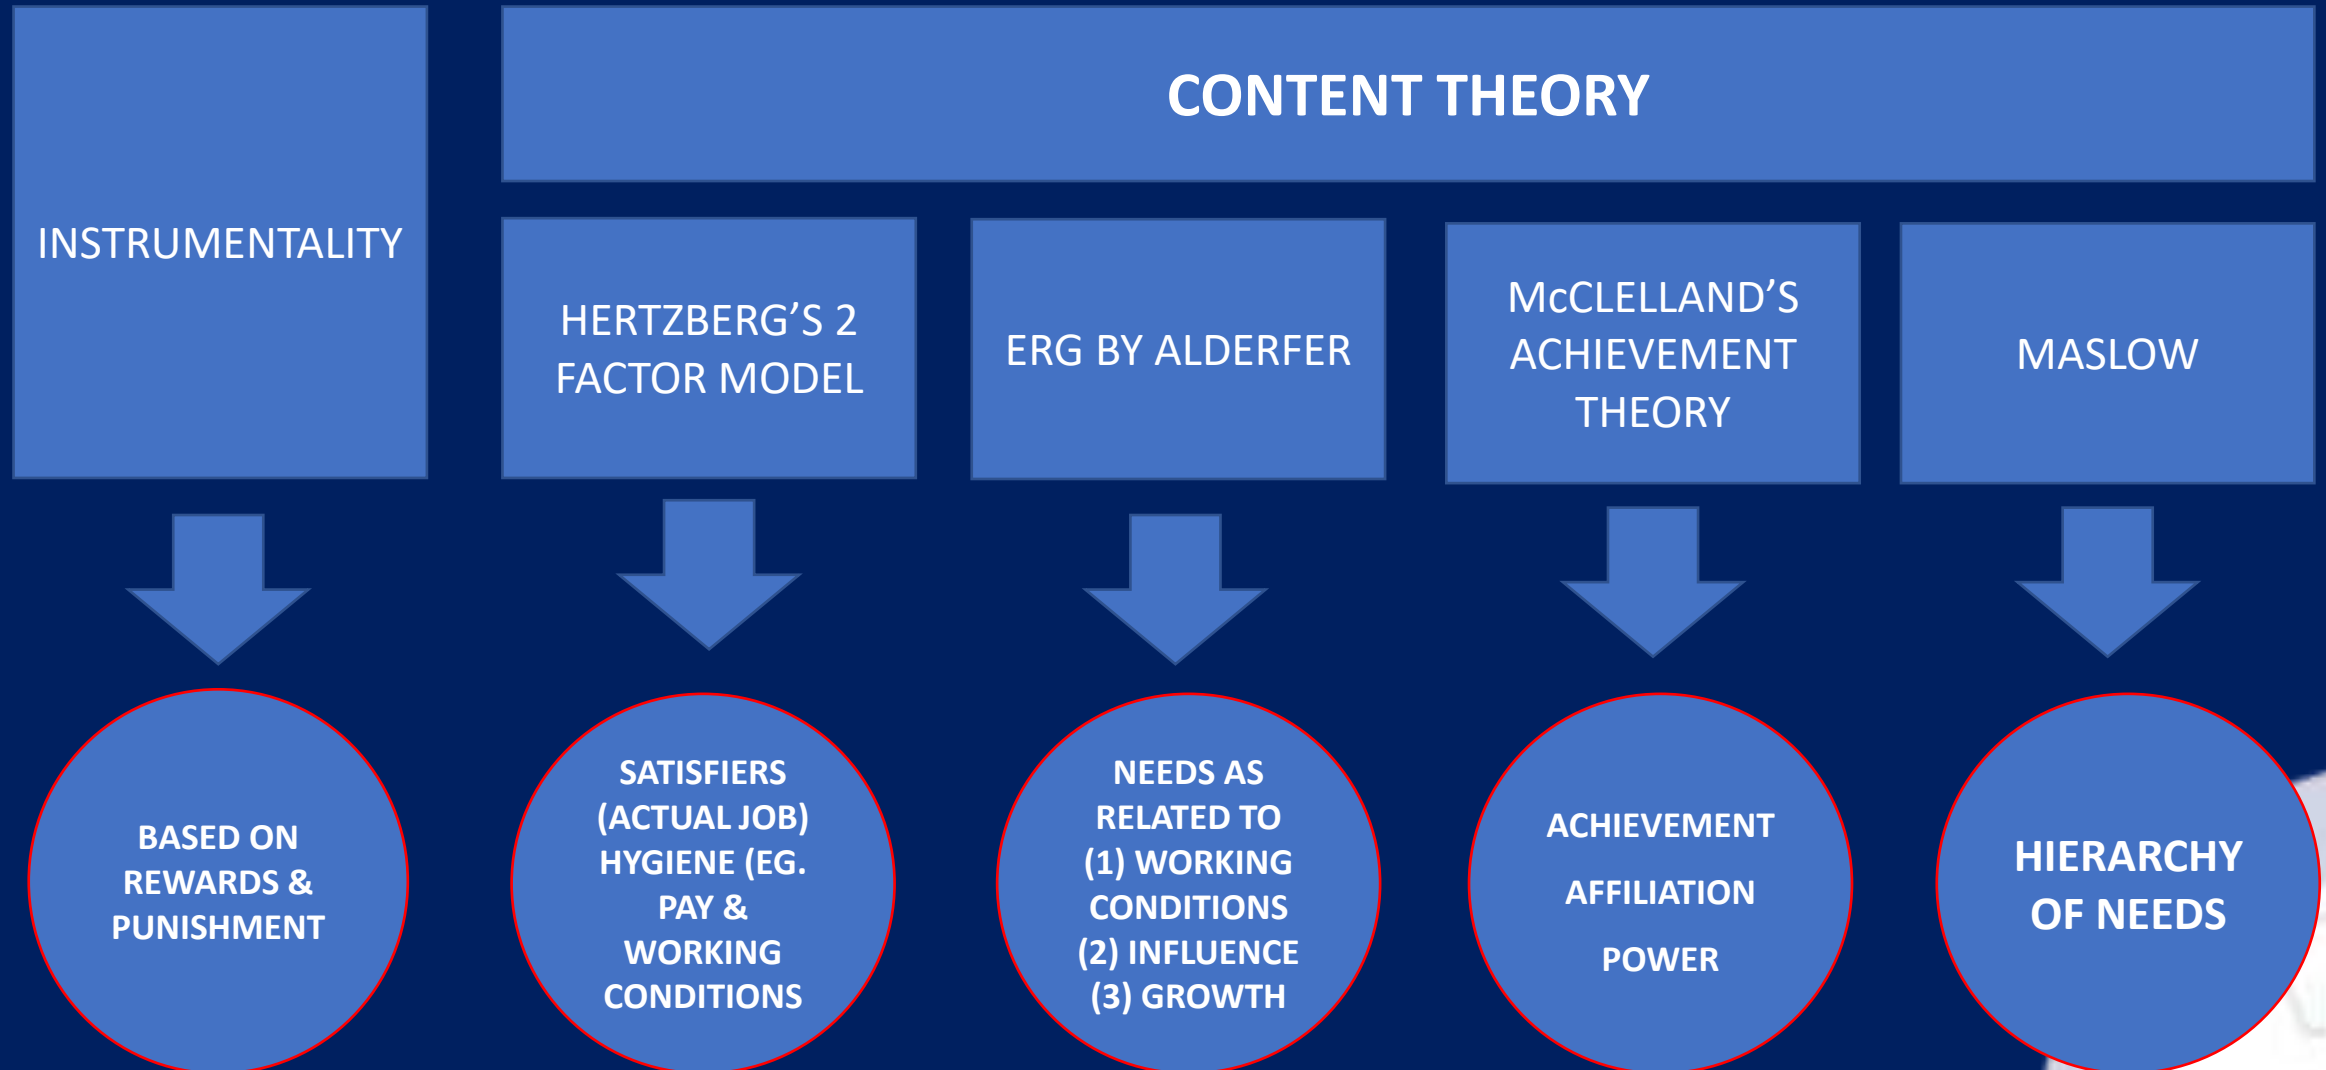 CONTENT THEORY
INSTRUMENTALITY
HERTZBERG’S 2
FACTOR MODEL
ERG BY ALDERFER
McCLELLAND’S
ACHIEVEMENT
THEORY
MASLOW
BASED ON
REWARDS &
PUNISHMENT
SATISFIERS
(ACTUAL JOB)
HYGIENE (EG.
PAY &
WORKING
CONDITIONS
NEEDS AS
RELATED TO
(1) WORKING
CONDITIONS
(2) INFLUENCE
(3) GROWTH
ACHIEVEMENT
AFFILIATION
POWER
HIERARCHY
OF NEEDS